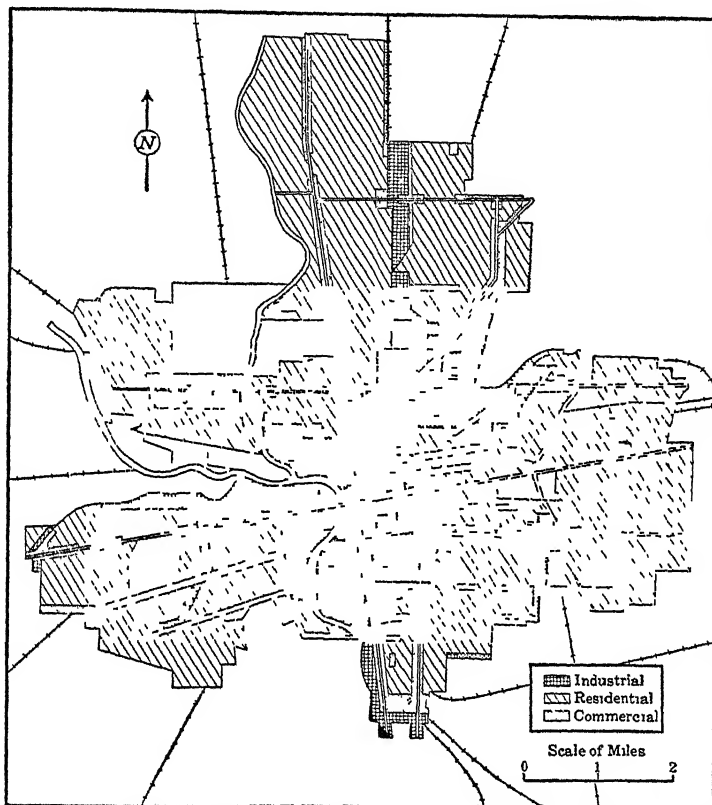 N
Industrial
Residential
Commercial
Scale of Miles
0 1 2